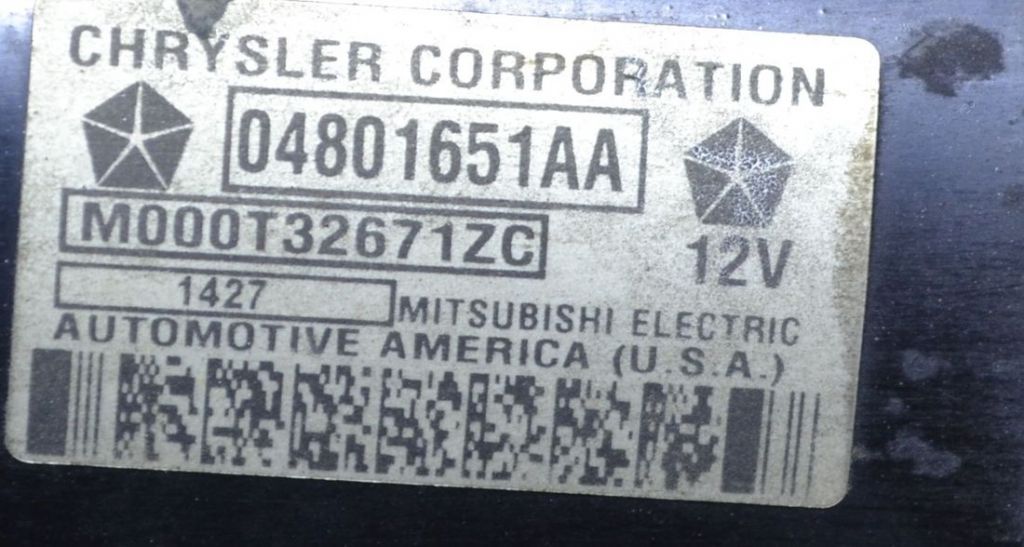 CHRYSLER CORPORATION
04801651AA
M000T32671ZC
12V
1427
MITSUBISHI ELECTRIC
AUTOMOTIVE AMERICA (U.S.A.)